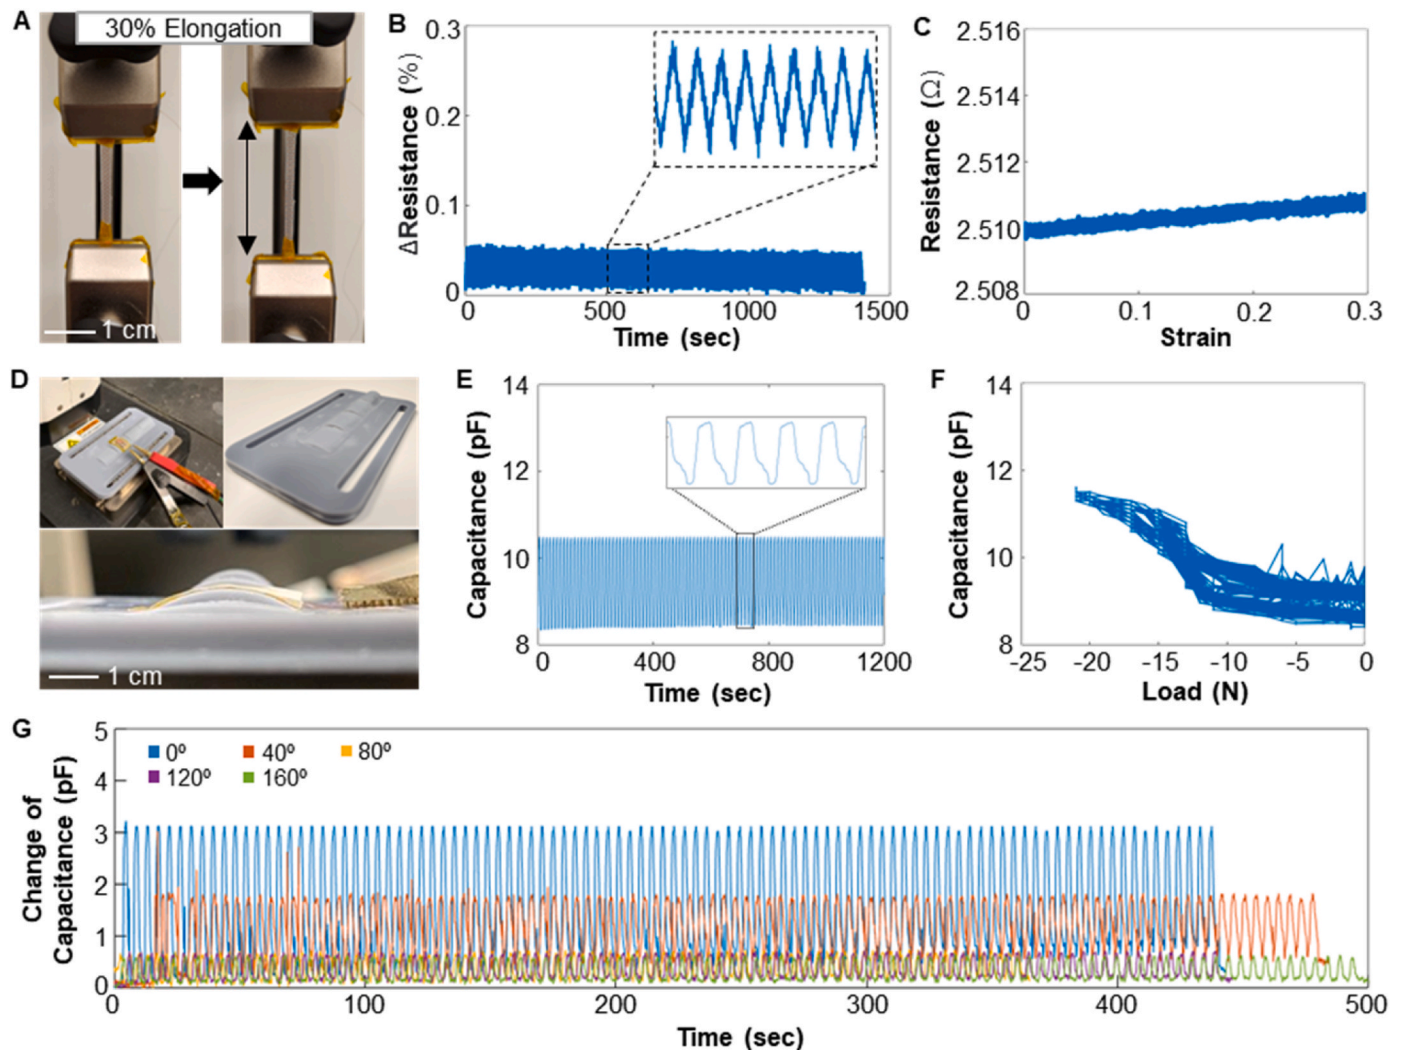 A
30% Elongation
1 cm
B
ΔResistance (%)
0.3
0.2
0.1
0
0
500
1000
1500
Time (sec)
C
Resistance (Ω)
2.516
2.514
2.512
2.510
2.508
0
0.1
0.2
0.3
Strain
D
1 cm
E
Capacitance (pF)
14
12
10
8
0
400
800
1200
Time (sec)
F
Capacitance (pF)
14
12
10
8
-25
-20
-15
-10
-5
0
Load (N)
G
Change of
Capacitance (pF)
5
4
3
2
1
0
0º
40º
80º
120º
160º
0
100
200
300
400
500
Time (sec)